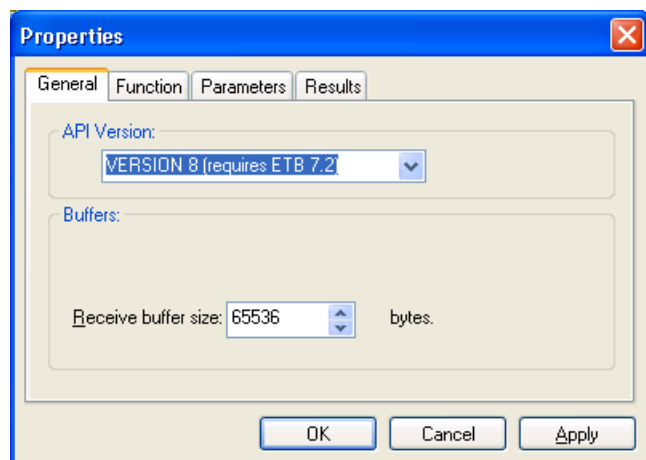 Properties
General Function Parameters Results
API Version:
VERSION 8 (requires ETB 7.2)
Buffers:
Receive buffer size: 65536 bytes.
OK Cancel Apply